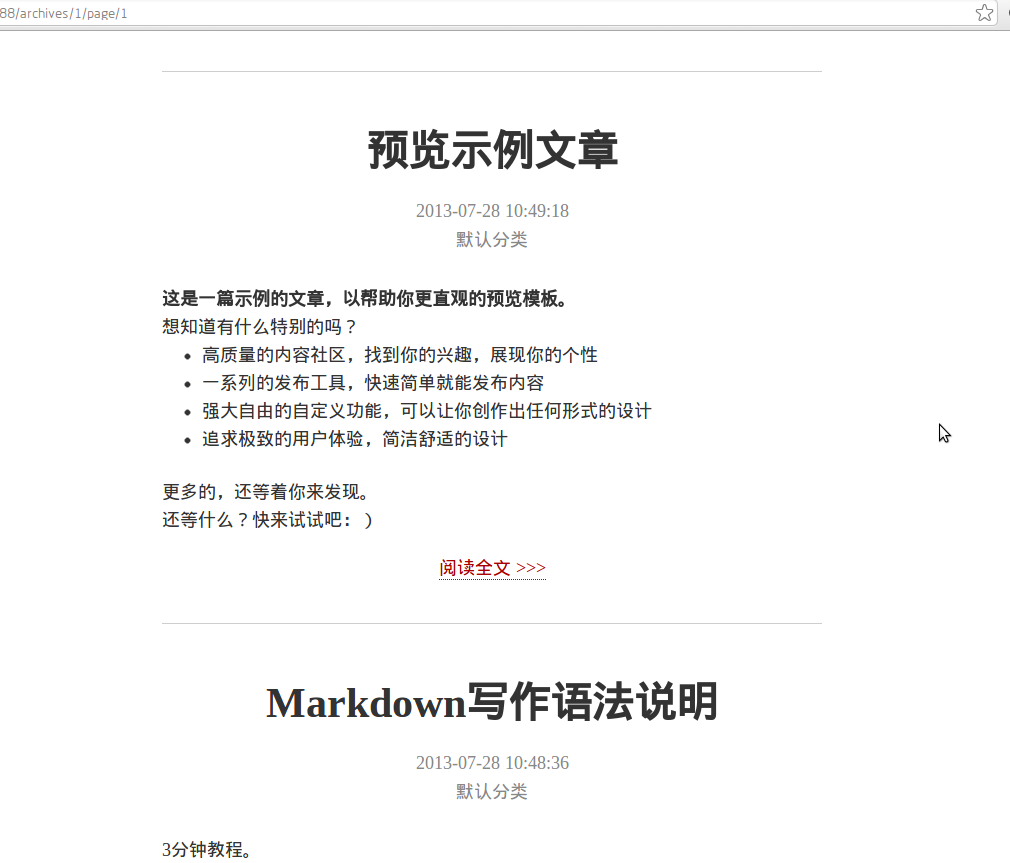 88/archives/1/page/1
预览示例文章
2013-07-28 10:49:18
默认分类
这是一篇示例的文章，以帮助你更直观的预览模板。
想知道有什么特别的吗？
• 高质量的内容社区，找到你的兴趣，展现你的个性
• 一系列的发布工具，快速简单就能发布内容
• 强大自由的自定义功能，可以让你创作出任何形式的设计
• 追求极致的用户体验，简洁舒适的设计
更多的，还等着你来发现。
还等什么？快来试试吧：）
阅读全文 >>>
Markdown写作语法说明
2013-07-28 10:48:36
默认分类
3分钟教程。